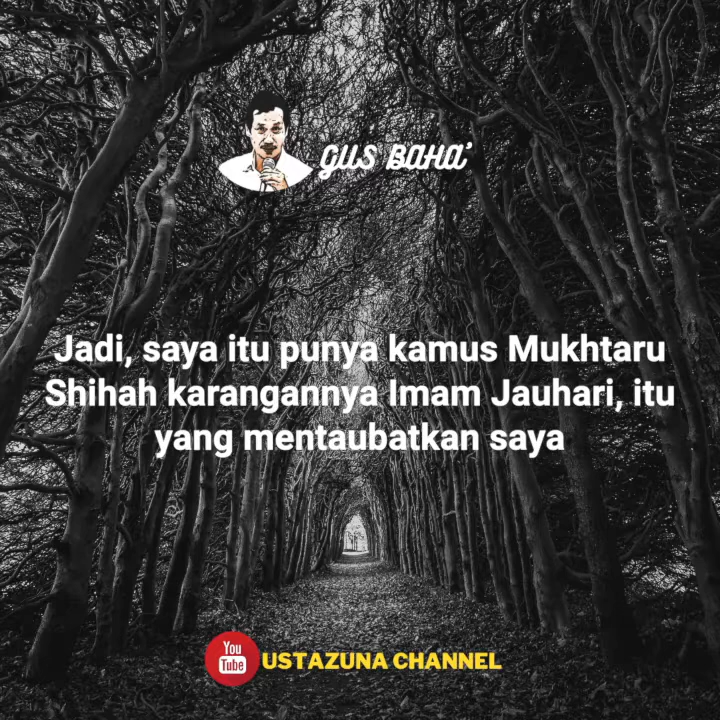 GUS BAHA'
Jadi, saya itu punya kamus Mukhtaru
Shihah karangannya Imam Jauhari, itu
yang mentaubatkan saya
You
Tube
USTAZUNA CHANNEL